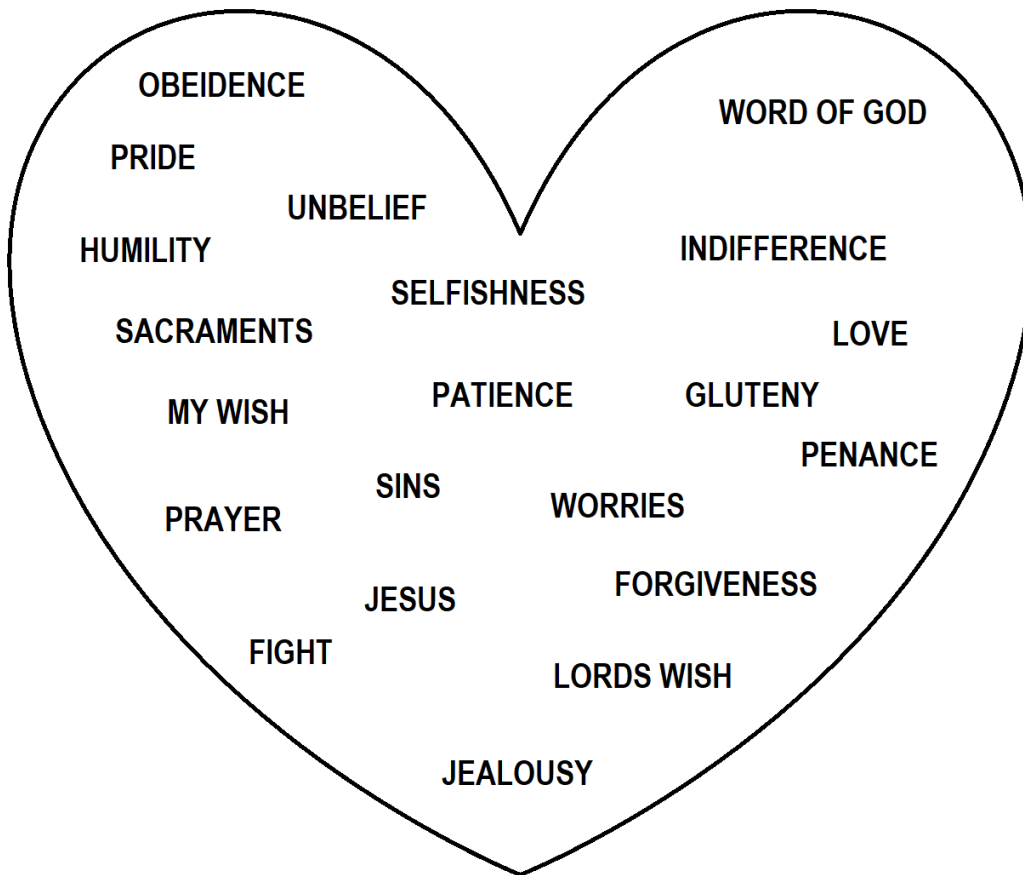 OBEIDENCE
WORD OF GOD
PRIDE
UNBELIEF
HUMILITY
INDIFFERENCE
SELFISHNESS
SACRAMENTS
LOVE
PATIENCE
GLUTENY
MY WISH
PENANCE
SINS
WORRIES
PRAYER
FORGIVENESS
JESUS
FIGHT
LORDS WISH
JEALOUSY